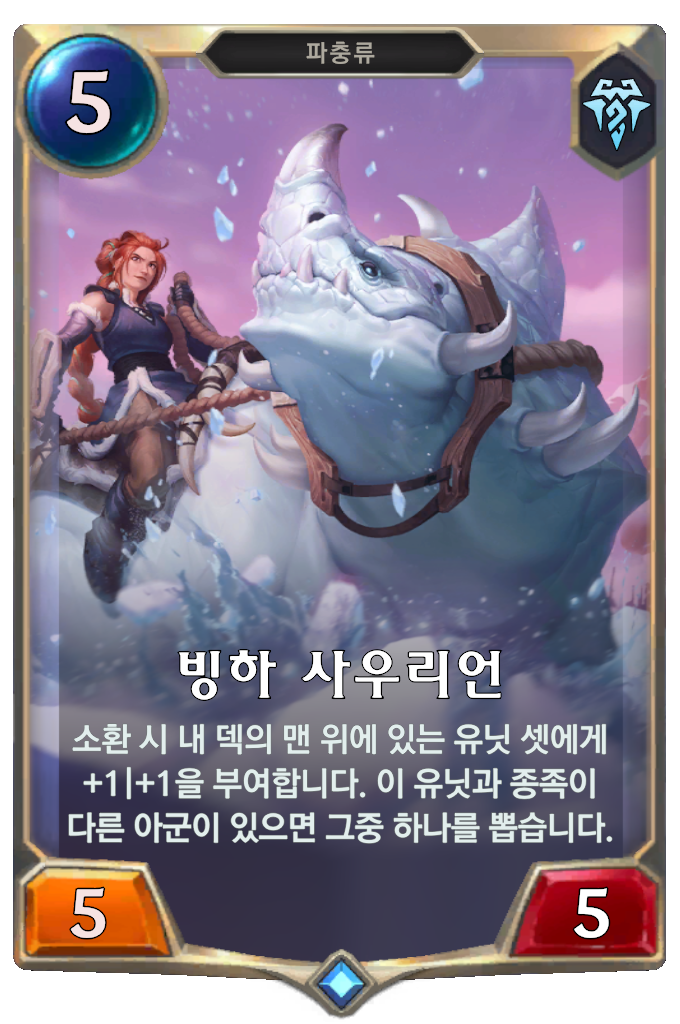 파충류
5
빙하 사우리언
소환 시 내 덱의 맨 위에 있는 유닛 셋에게
+1|+1을 부여합니다. 이 유닛과 종족이
다른 아군이 있으면 그중 하나를 뽑습니다.
5
5